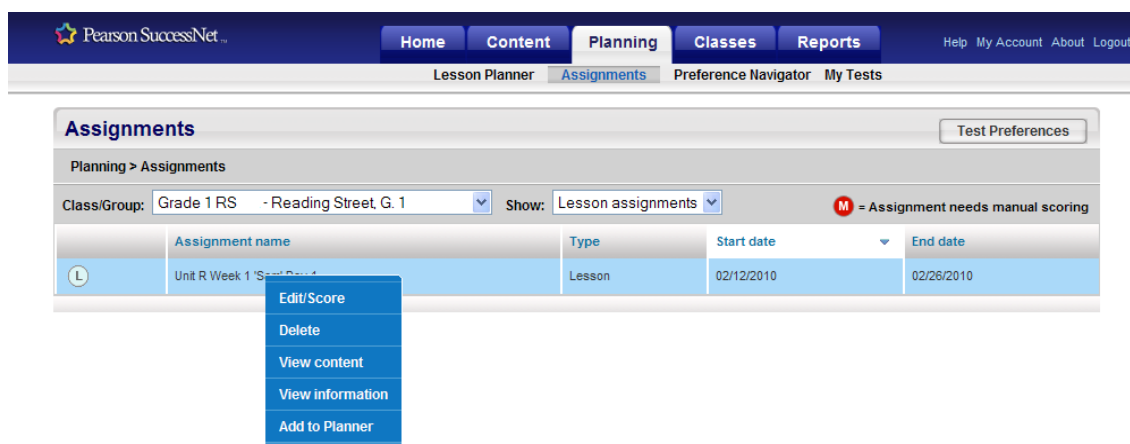 Pearson SuccessNet™
Home Content Planning Classes Reports Help My Account About Logout
Lesson Planner Assignments Preference Navigator My Tests
Assignments Test Preferences
Planning > Assignments
Class/Group: Grade 1 RS - Reading Street, G. 1 Show: Lesson assignments M = Assignment needs manual scoring
Assignment name Type Start date End date
L Unit R Week 1 Lesson 02/12/2010 02/26/2010
Edit/Score
Delete
View content
View information
Add to Planner